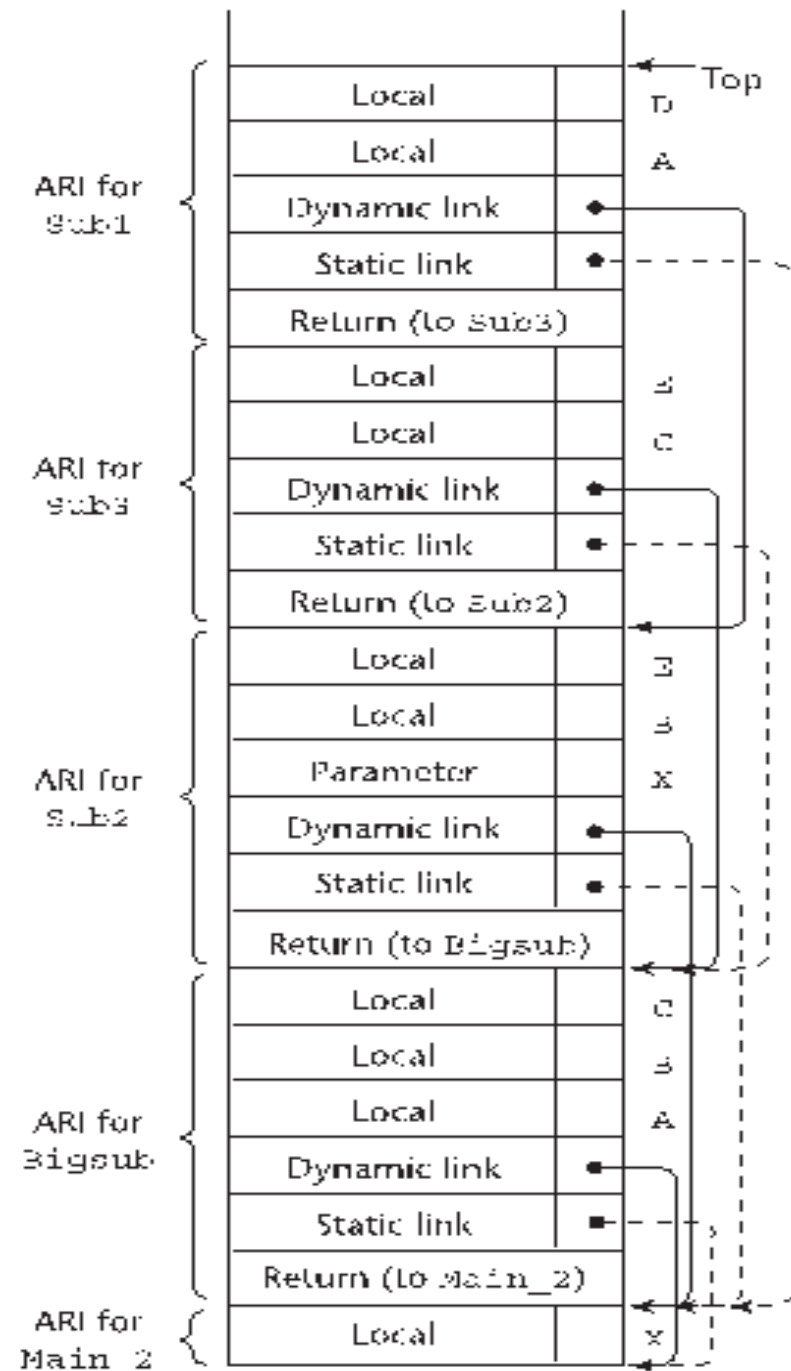 Top
Local D
Local A
ARI for
Sub1
Dynamic link
Static link
Return (to Sub3)
Local E
Local C
ARI for
Sub3
Dynamic link
Static link
Return (to Sub2)
Local E
Local B
ARI for
Sub2
Parameter X
Dynamic link
Static link
Return (to Bigsub)
Local C
Local B
Local A
ARI for
Bigsub
Dynamic link
Static link
Return (to Main_2)
ARI for
Main_2
Local X